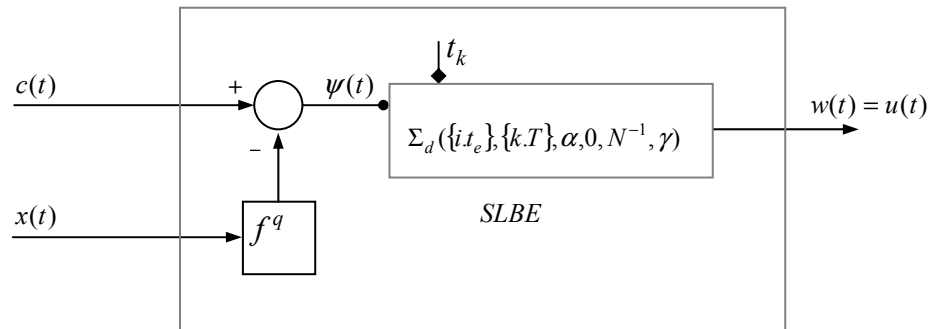 t_k
c(t)
+
ψ(t)
w(t) = u(t)
Σ_d({i.t_e},{k.T},α,0,N^{-1},γ)
−
x(t)
f^q
SLBE